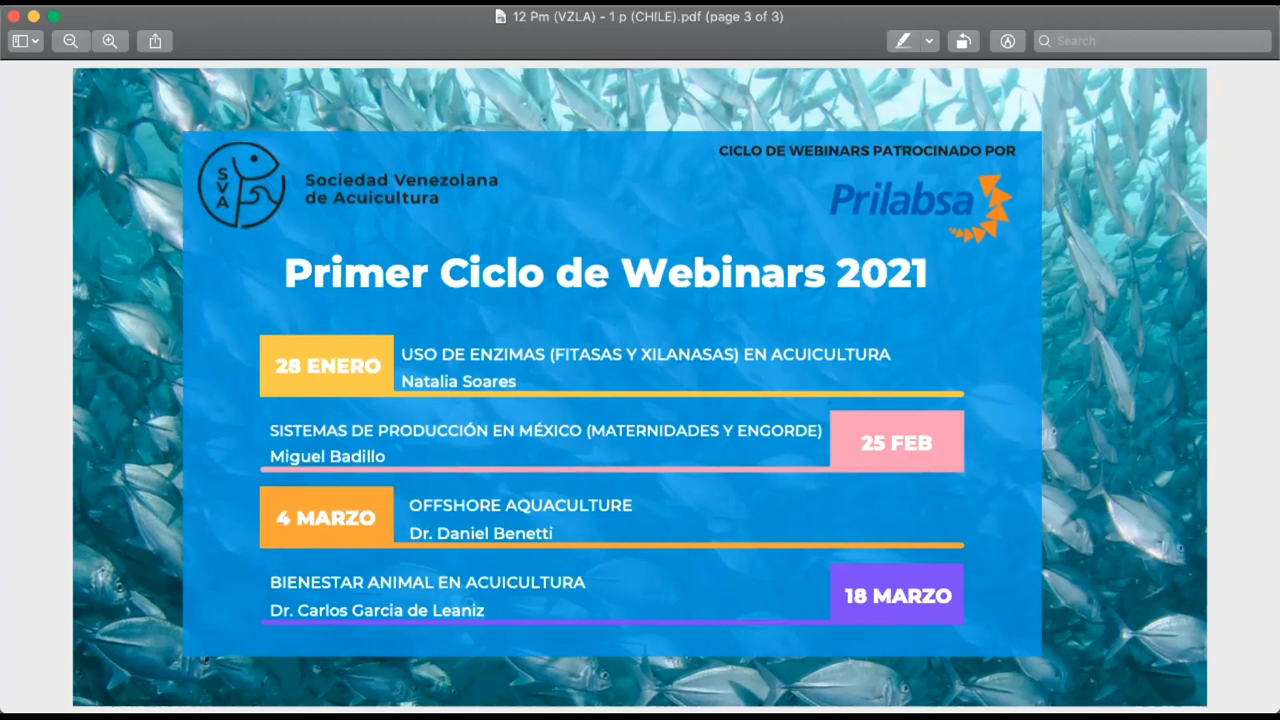 12 Pm (VZLA) - 1 p (CHILE).pdf (page 3 of 3)
Search
SVA
Sociedad Venezolana
de Acuicultura
CICLO DE WEBINARS PATROCINADO POR
Prilabsa
Primer Ciclo de Webinars 2021
28 ENERO
USO DE ENZIMAS (FITASAS Y XILANASAS) EN ACUICULTURA
Natalia Soares
SISTEMAS DE PRODUCCIÓN EN MÉXICO (MATERNIDADES Y ENGORDE)
Miguel Badillo
25 FEB
4 MARZO
OFFSHORE AQUACULTURE
Dr. Daniel Benetti
BIENESTAR ANIMAL EN ACUICULTURA
Dr. Carlos Garcia de Leaniz
18 MARZO